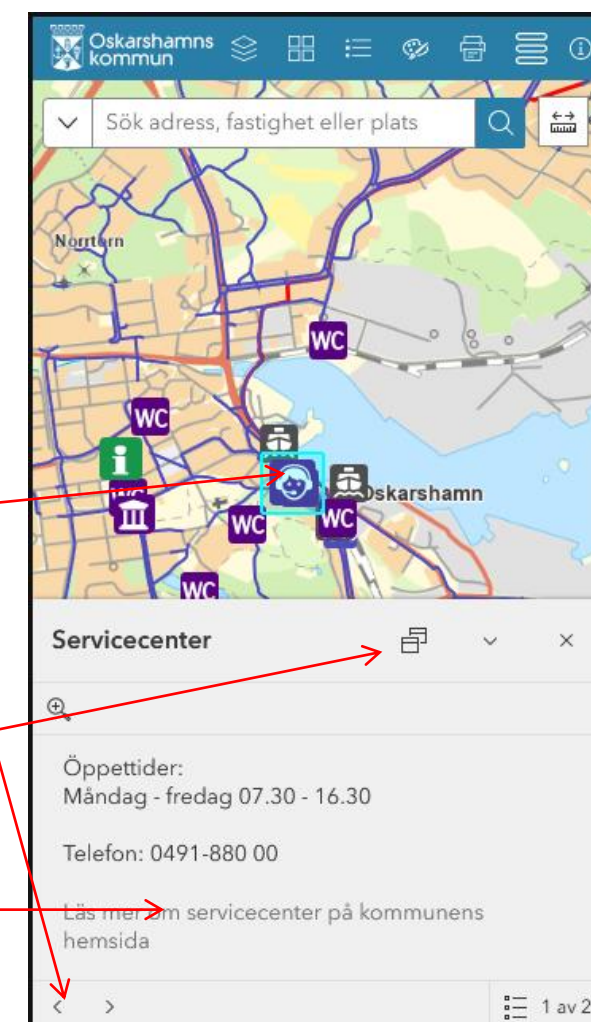 Oskarshamns
kommun
Sök adress, fastighet eller plats
Norrtorn
WC
WC
WC
Oskarshamn
WC
WC
WC
Servicecenter
Öppettider:
Måndag - fredag 07.30 - 16.30
Telefon: 0491-880 00
Läs mer om servicecenter på kommunens
hemsida
1 av 2